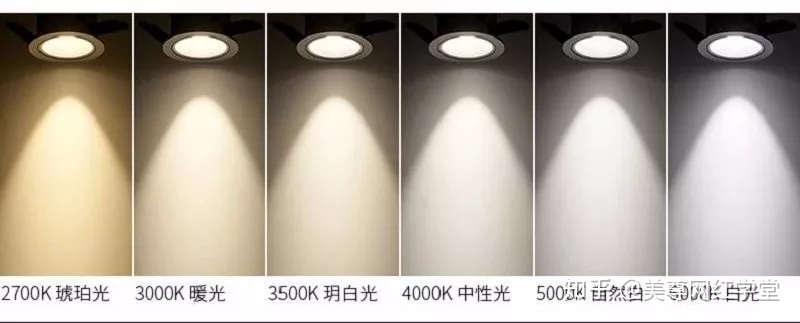 2700K 琥珀光
3000K 暖光
3500K 玥白光
4000K 中性光
5000K 自然白
6000K 白光
知乎 @美尊网红学堂